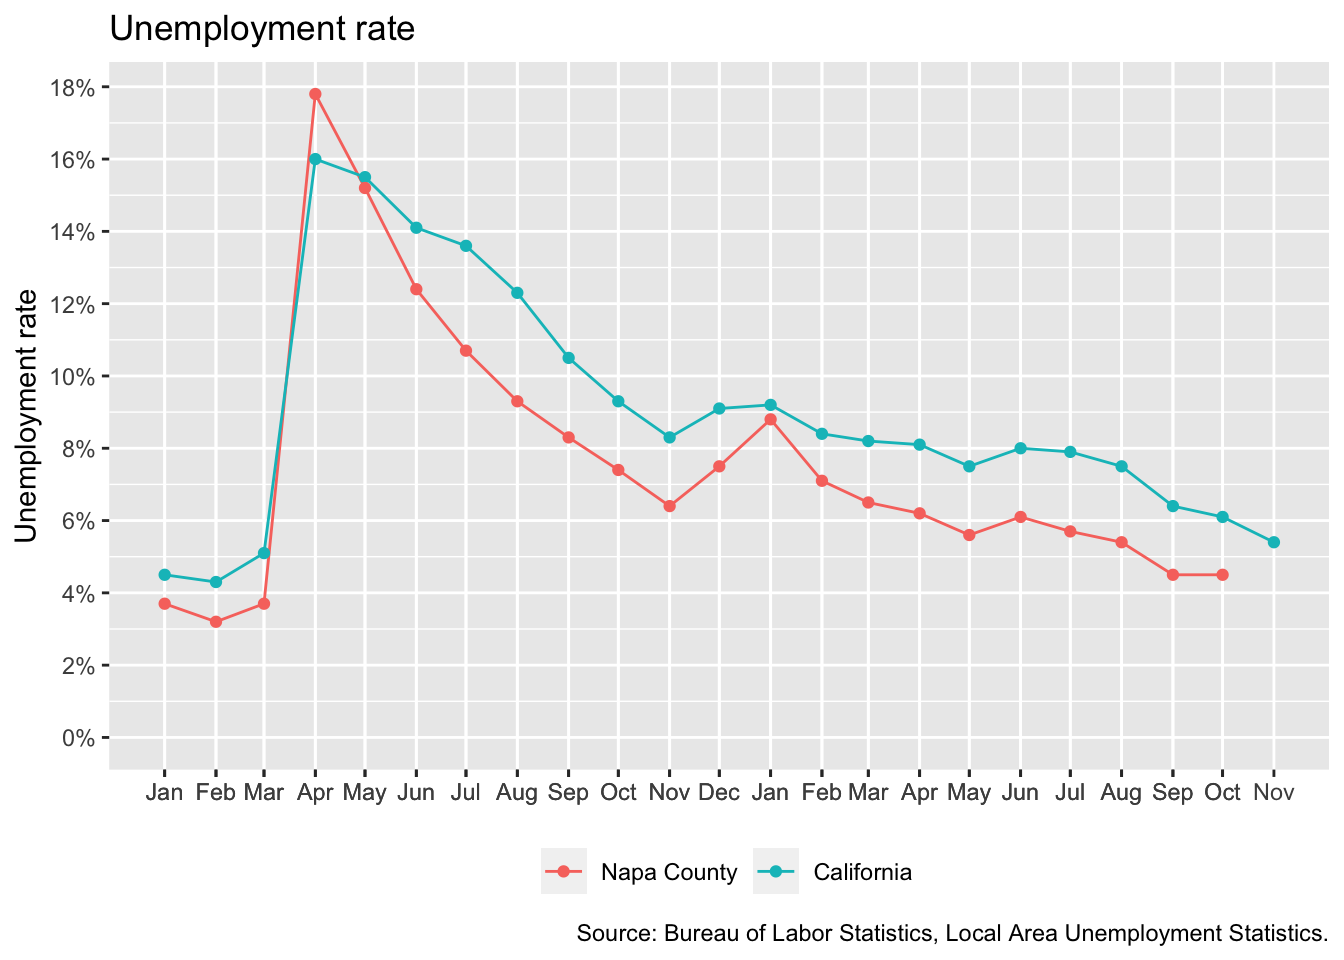 Unemployment rate
Unemployment rate
18%
16%
14%
12%
10%
8%
6%
4%
2%
0%
Jan Feb Mar Apr May Jun Jul Aug Sep Oct Nov Dec Jan Feb Mar Apr May Jun Jul Aug Sep Oct Nov
Napa County California
Source: Bureau of Labor Statistics, Local Area Unemployment Statistics.